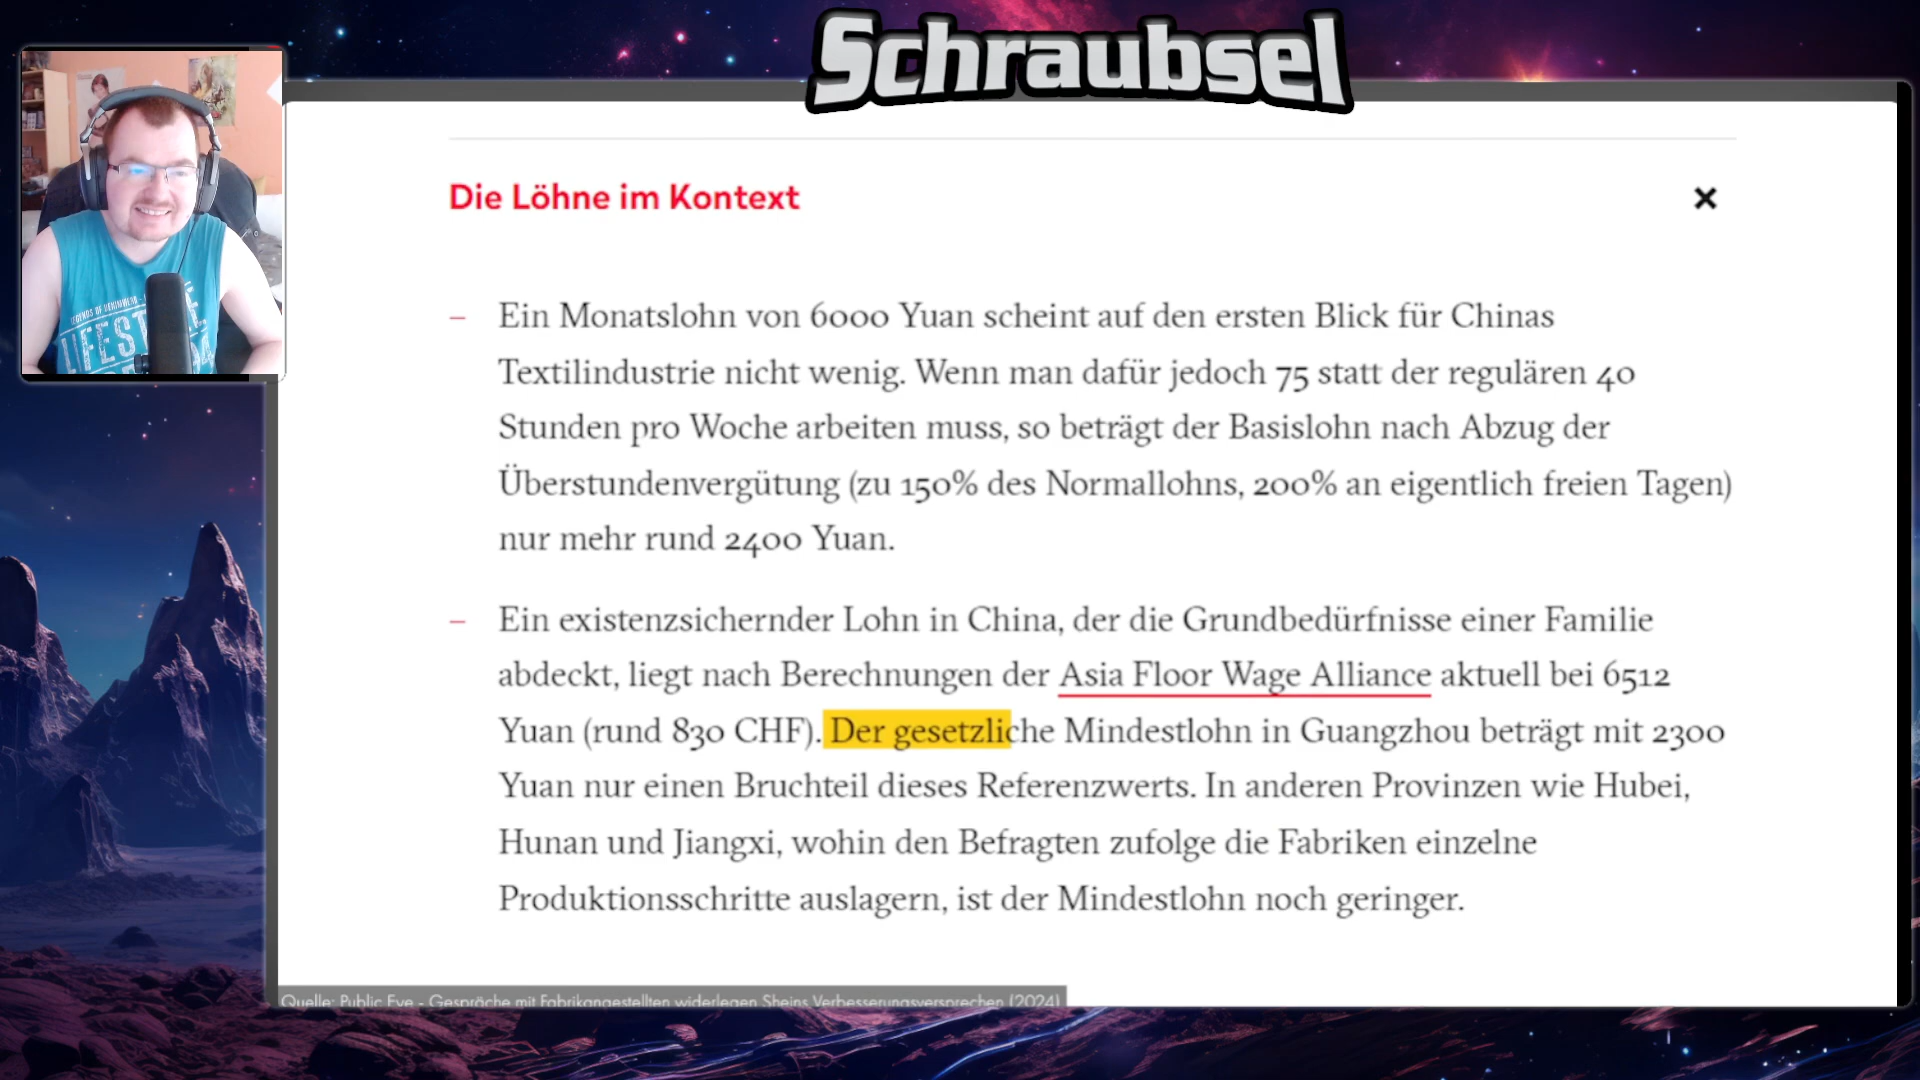 Schraubsel
Die Löhne im Kontext
– Ein Monatslohn von 6000 Yuan scheint auf den ersten Blick für Chinas
Textilindustrie nicht wenig. Wenn man dafür jedoch 75 statt der regulären 40
Stunden pro Woche arbeiten muss, so beträgt der Basislohn nach Abzug der
Überstundenvergütung (zu 150% des Normallohns, 200% an eigentlich freien Tagen)
nur mehr rund 2400 Yuan.
– Ein existenzsichernder Lohn in China, der die Grundbedürfnisse einer Familie
abdeckt, liegt nach Berechnungen der Asia Floor Wage Alliance aktuell bei 6512
Yuan (rund 830 CHF). Der gesetzliche Mindestlohn in Guangzhou beträgt mit 2300
Yuan nur einen Bruchteil dieses Referenzwerts. In anderen Provinzen wie Hubei,
Hunan und Jiangxi, wohin den Befragten zufolge die Fabriken einzelne
Produktionsschritte auslagern, ist der Mindestlohn noch geringer.
Quelle: Public Eye - Gespräche mit Fabrikangestellten widerlegen Sheins Verbesserungsversprechen (2024)